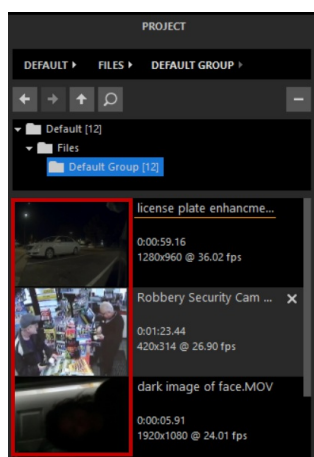 PROJECT
DEFAULT FILES DEFAULT GROUP
Default [12]
Files
Default Group [12]
license plate enhancme...
0:00:59.16
1280x960 @ 36.02 fps
Robbery Security Cam ...
0:01:23.44
420x314 @ 26.90 fps
dark image of face.MOV
0:00:05.91
1920x1080 @ 24.01 fps